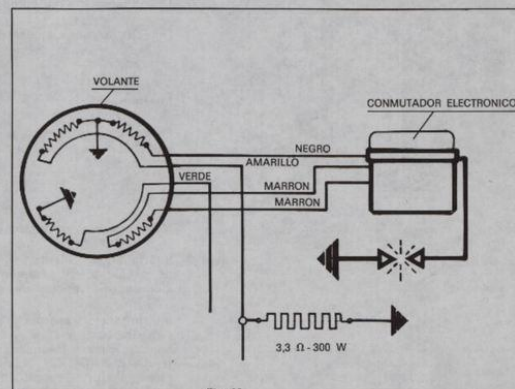 VOLANTE
CONMUTADOR ELECTRONICO
NEGRO
AMARILLO
VERDE
MARRON
MARRON
3,3 Ω - 300 W